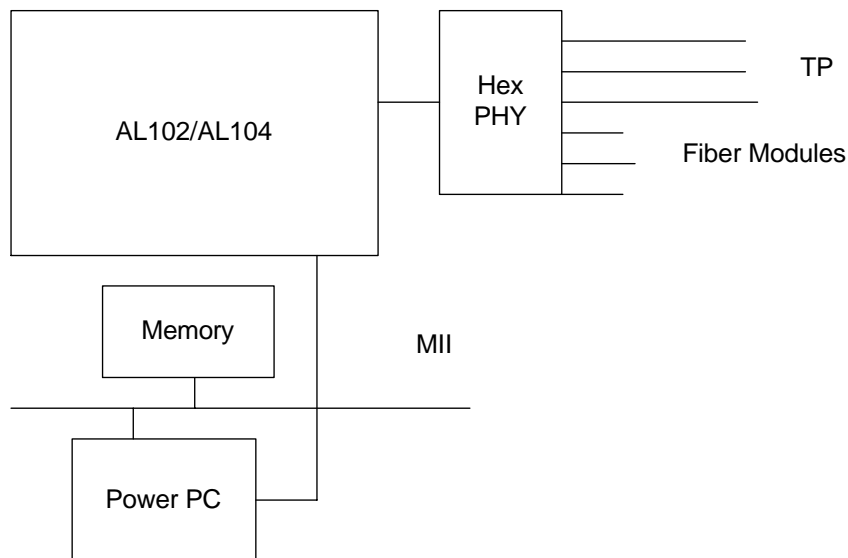 AL102/AL104
Hex
PHY
TP
Fiber Modules
Memory
MII
Power PC